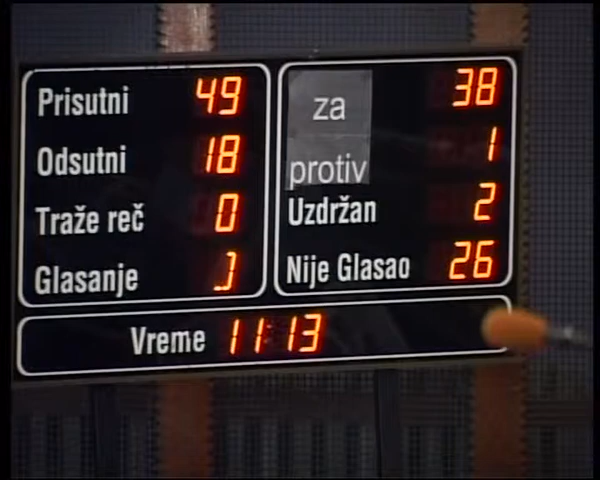 Prisutni 49
Odsutni 18
Traže reč 0
Glasanje
za 38
protiv 1
Uzdržan 2
Nije Glasao 26
Vreme 11 13